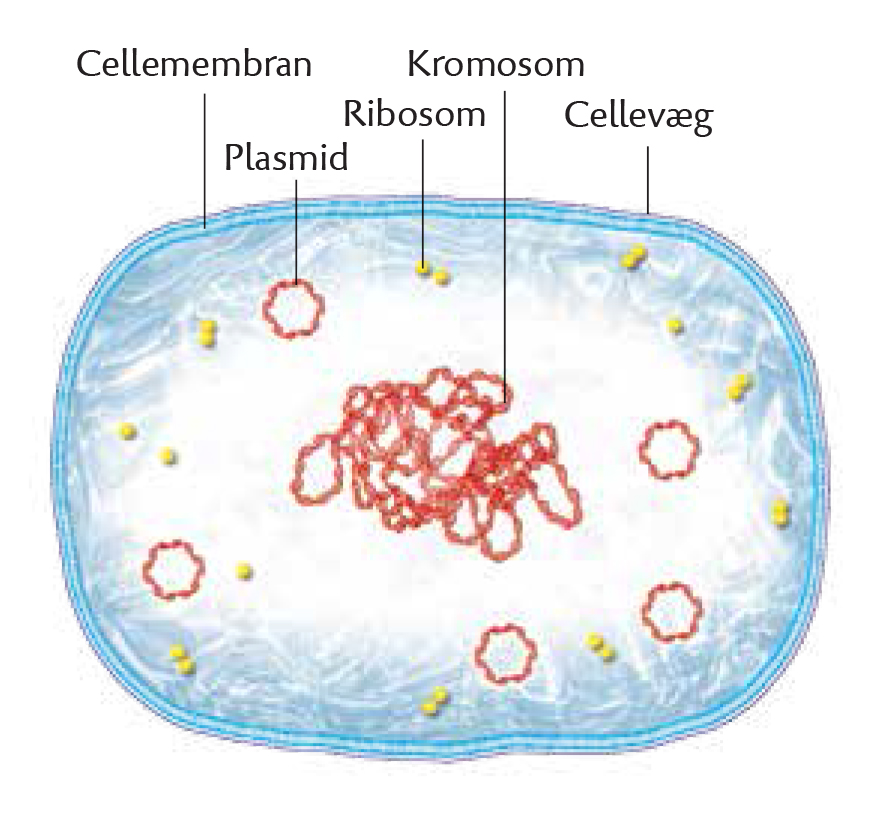 Cellemembran
Kromosom
Ribosom
Cellevæg
Plasmid